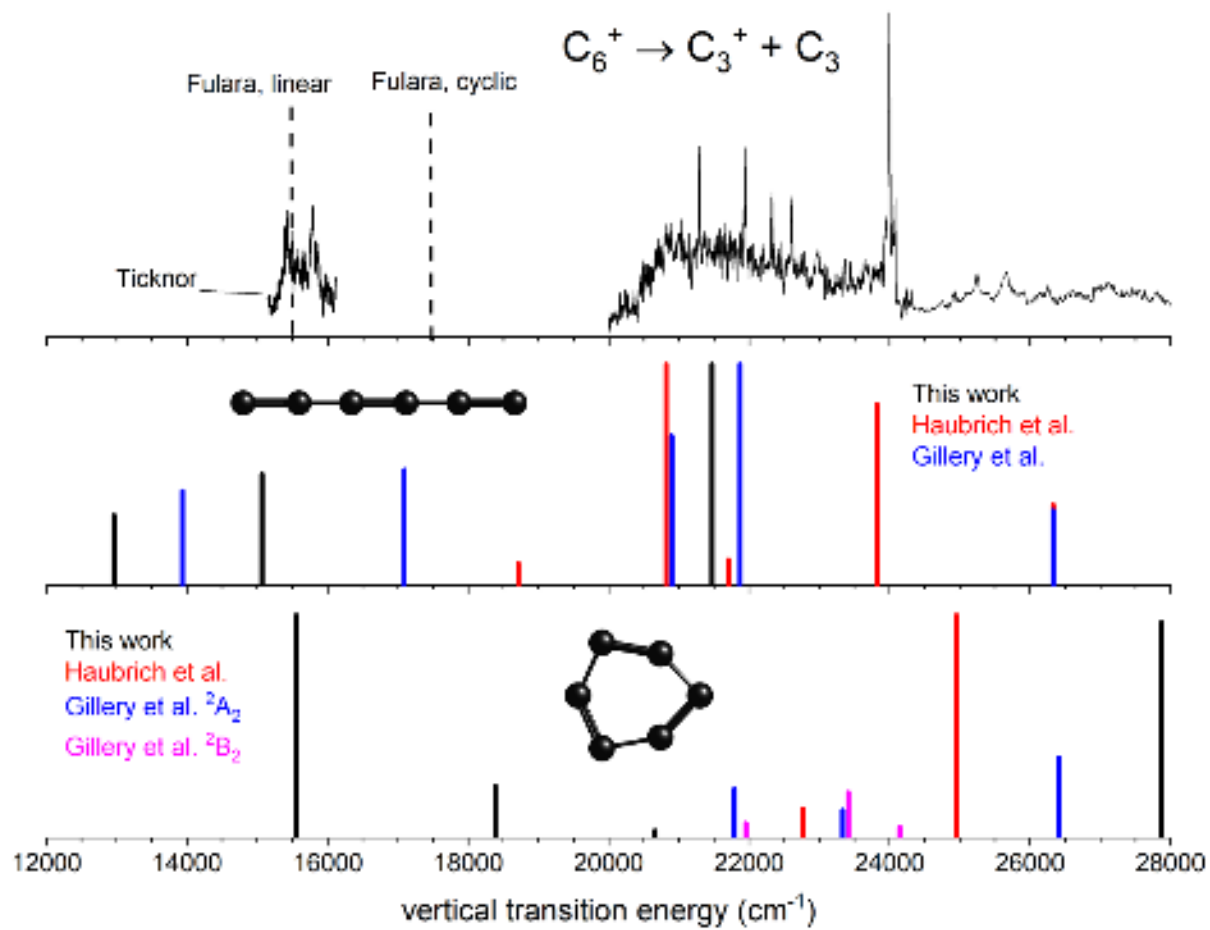 C₆⁺ → C₃⁺ + C₃
Fulara, linear
Fulara, cyclic
Ticknor
This work
Haubrich et al.
Gillery et al.
This work
Haubrich et al.
Gillery et al. ²A₂
Gillery et al. ²B₂
12000 14000 16000 18000 20000 22000 24000 26000 28000
vertical transition energy (cm⁻¹)